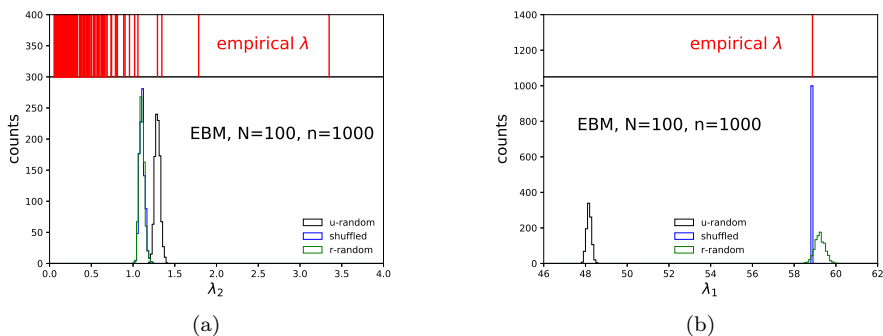 400
350
300
250
200
150
100
50
0
counts
empirical λ
EBM, N=100, n=1000
u-random
shuffled
r-random
0.0 0.5 1.0 1.5 2.0 2.5 3.0 3.5 4.0
λ2
(a)
1400
1200
1000
800
600
400
200
0
counts
empirical λ
EBM, N=100, n=1000
u-random
shuffled
r-random
46 48 50 52 54 56 58 60 62
λ1
(b)